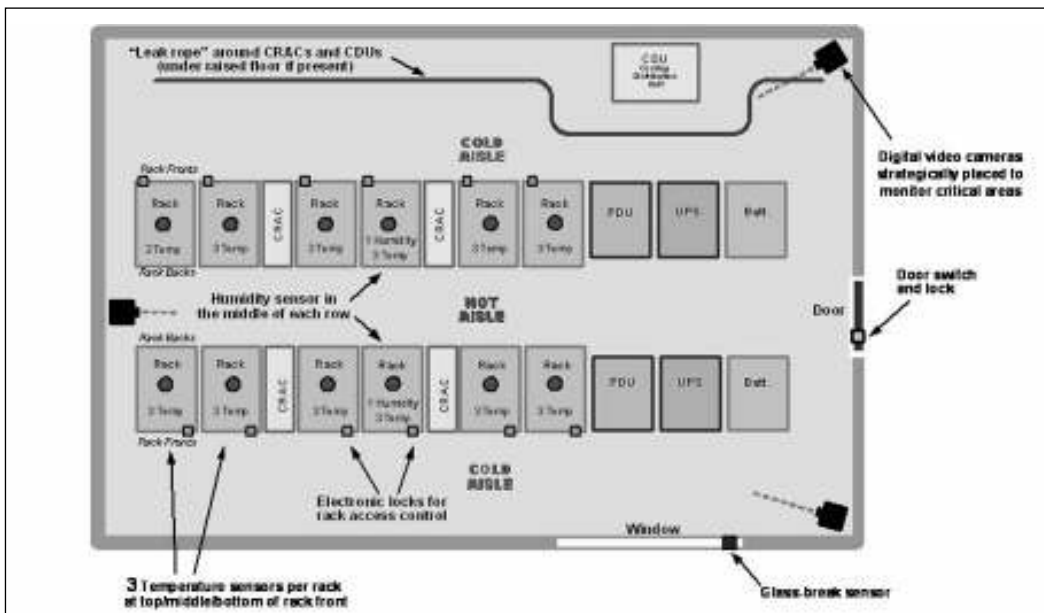 "Leak rope" around CRACs and CDUs
(under raised floor if present)
CDU
Cooling
Distribution
Unit
COLD
AISLE
Digital video cameras
strategically placed to
monitor critical areas
Rack Fronts
Rack
2 Temp
Rack
3 Temp
CRAC
Rack
3 Temp
Rack
1 Humidity
3 Temp
CRAC
Rack
3 Temp
Rack
3 Temp
PDU
UPS
Batt.
Rack Backs
Humidity sensor in
the middle of each row
HOT
AISLE
Door switch
and lock
Door
Rack Backs
Rack
3 Temp
Rack
3 Temp
CRAC
Rack
3 Temp
Rack
1 Humidity
3 Temp
CRAC
Rack
3 Temp
Rack
3 Temp
PDU
UPS
Batt.
Rack Fronts
COLD
AISLE
Electronic locks for
rack access control
Window
3 Temperature sensors per rack
at top/middle/bottom of rack front
Glass-break sensor